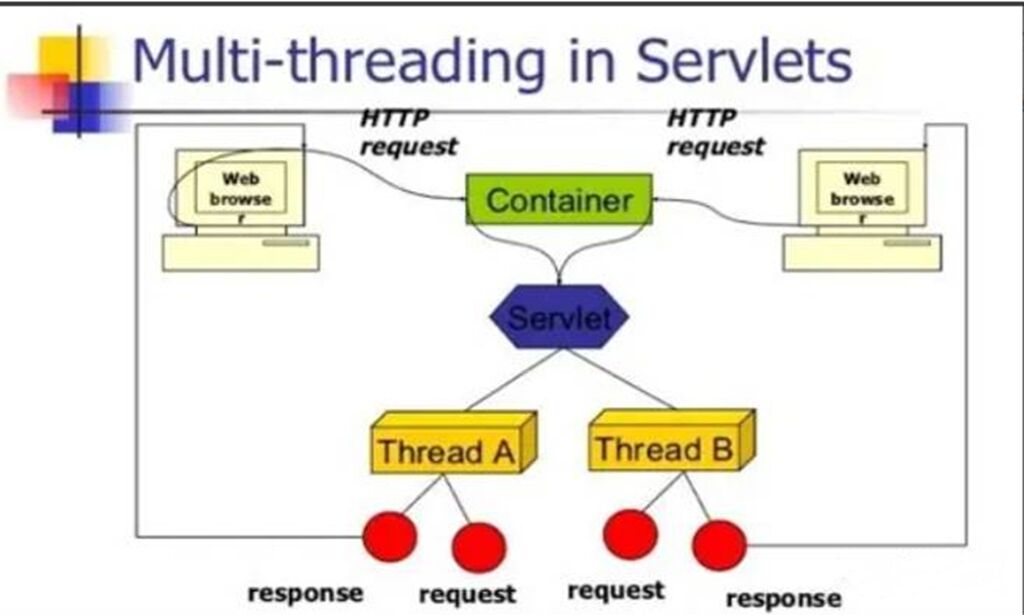 Multi-threading in Servlets
HTTP
request
HTTP
request
Web
browse
r
Container
Web
browse
r
Servlet
Thread A
Thread B
response
request
request
response